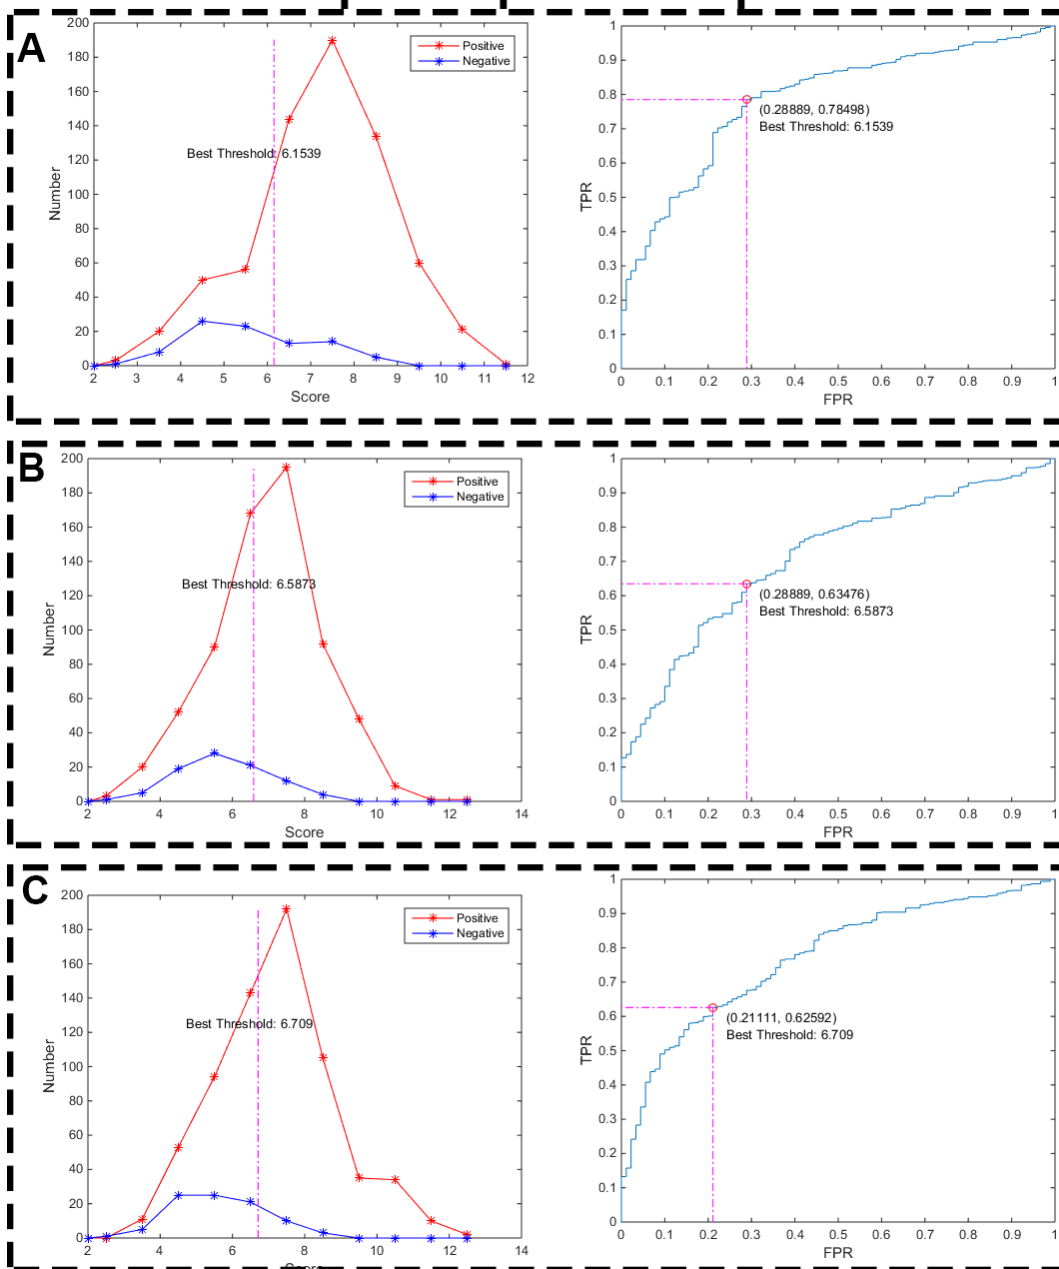 A
200
180
160
140
120
100
80
60
40
20
0
2 3 4 5 6 7 8 9 10 11 12
Number
Score
Positive
Negative
Best Threshold: 6.1539
1
0.9
0.8
0.7
0.6
0.5
0.4
0.3
0.2
0.1
0
0 0.1 0.2 0.3 0.4 0.5 0.6 0.7 0.8 0.9 1
TPR
FPR
(0.28889, 0.78498)
Best Threshold: 6.1539
B
200
180
160
140
120
100
80
60
40
20
0
2 4 6 8 10 12 14
Number
Score
Positive
Negative
Best Threshold: 6.5873
1
0.9
0.8
0.7
0.6
0.5
0.4
0.3
0.2
0.1
0
0 0.1 0.2 0.3 0.4 0.5 0.6 0.7 0.8 0.9 1
TPR
FPR
(0.28889, 0.63476)
Best Threshold: 6.5873
C
200
180
160
140
120
100
80
60
40
20
0
2 4 6 8 10 12 14
Number
Score
Positive
Negative
Best Threshold: 6.709
1
0.9
0.8
0.7
0.6
0.5
0.4
0.3
0.2
0.1
0
0 0.1 0.2 0.3 0.4 0.5 0.6 0.7 0.8 0.9 1
TPR
FPR
(0.21111, 0.62592)
Best Threshold: 6.709